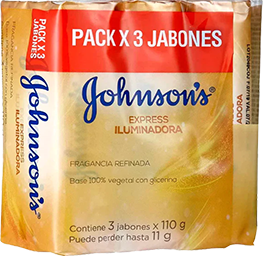 PACK X 3 JABONES
PACK X 3
JABONES
Johnson's®
EXPRESS
ILUMINADORA
FRAGANCIA REFINADA
Base 100% vegetal con glicerina
Contiene 3 jabones x 110 g
Puede perder hasta 11 g
Johnson's
EXPRESS
ILUMINADORA